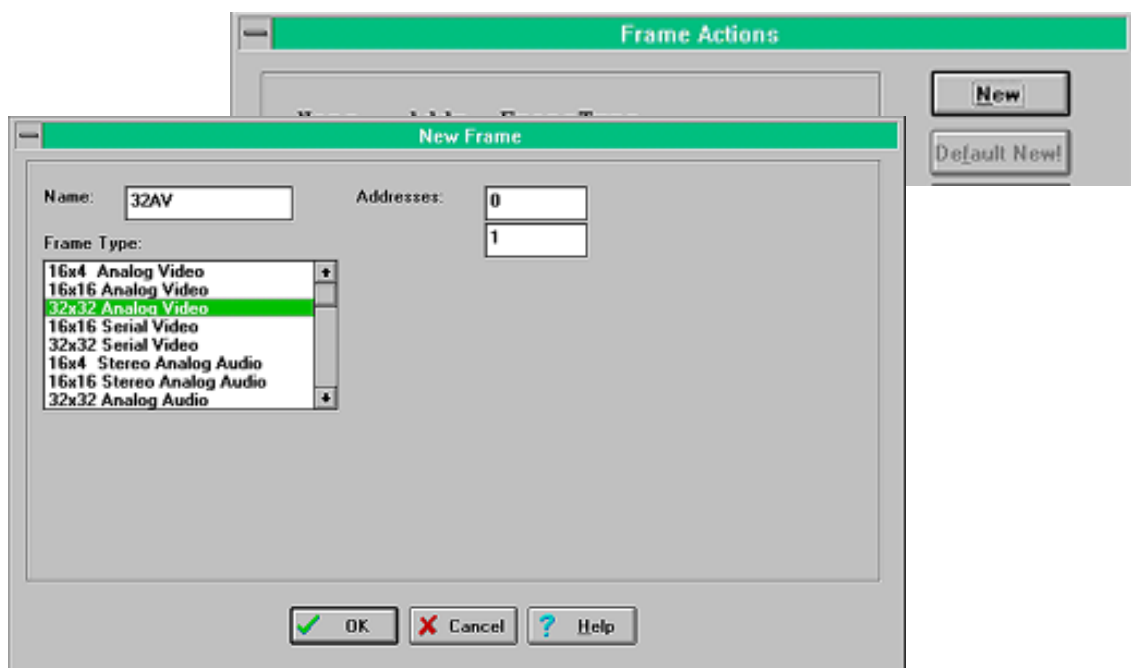 Frame Actions
New
Default New!
New Frame
Name: 32AV
Addresses: 0
1
Frame Type:
16x4 Analog Video
16x16 Analog Video
32x32 Analog Video
16x16 Serial Video
32x32 Serial Video
16x4 Stereo Analog Audio
16x16 Stereo Analog Audio
32x32 Analog Audio
OK
Cancel
? Help